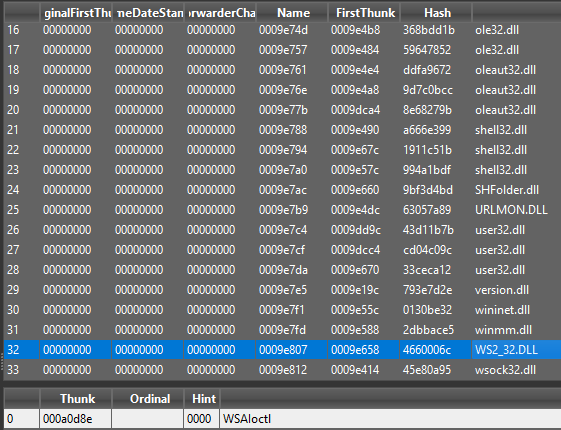 ginalFirstThu meDateStan orwarderCha Name FirstThunk Hash
16 00000000 00000000 00000000 0009e74d 0009e4b8 368bdd1b ole32.dll
17 00000000 00000000 00000000 0009e757 0009e484 59647852 ole32.dll
18 00000000 00000000 00000000 0009e761 0009e4e4 ddfa9672 oleaut32.dll
19 00000000 00000000 00000000 0009e76e 0009e4a8 9d7c0bcc oleaut32.dll
20 00000000 00000000 00000000 0009e77b 0009dca4 8e68279b oleaut32.dll
21 00000000 00000000 00000000 0009e788 0009e490 a666e399 shell32.dll
22 00000000 00000000 00000000 0009e794 0009e67c 1911c51b shell32.dll
23 00000000 00000000 00000000 0009e7a0 0009e57c 994a1bdf shell32.dll
24 00000000 00000000 00000000 0009e7ac 0009e660 9bf3d4bd SHFolder.dll
25 00000000 00000000 00000000 0009e7b9 0009e4dc 63057a89 URLMON.DLL
26 00000000 00000000 00000000 0009e7c4 0009dd9c 43d11b7b user32.dll
27 00000000 00000000 00000000 0009e7cf 0009dcc4 cd04c09c user32.dll
28 00000000 00000000 00000000 0009e7da 0009e670 33ceca12 user32.dll
29 00000000 00000000 00000000 0009e7e5 0009e19c 793e7d2e version.dll
30 00000000 00000000 00000000 0009e7f1 0009e55c 0130be32 wininet.dll
31 00000000 00000000 00000000 0009e7fd 0009e588 2dbbace5 winmm.dll
32 00000000 00000000 00000000 0009e807 0009e658 4660006c WS2_32.DLL
33 00000000 00000000 00000000 0009e812 0009e414 45e80a95 wsock32.dll
Thunk Ordinal Hint
0 000a0d8e 0000 WSAIoctl